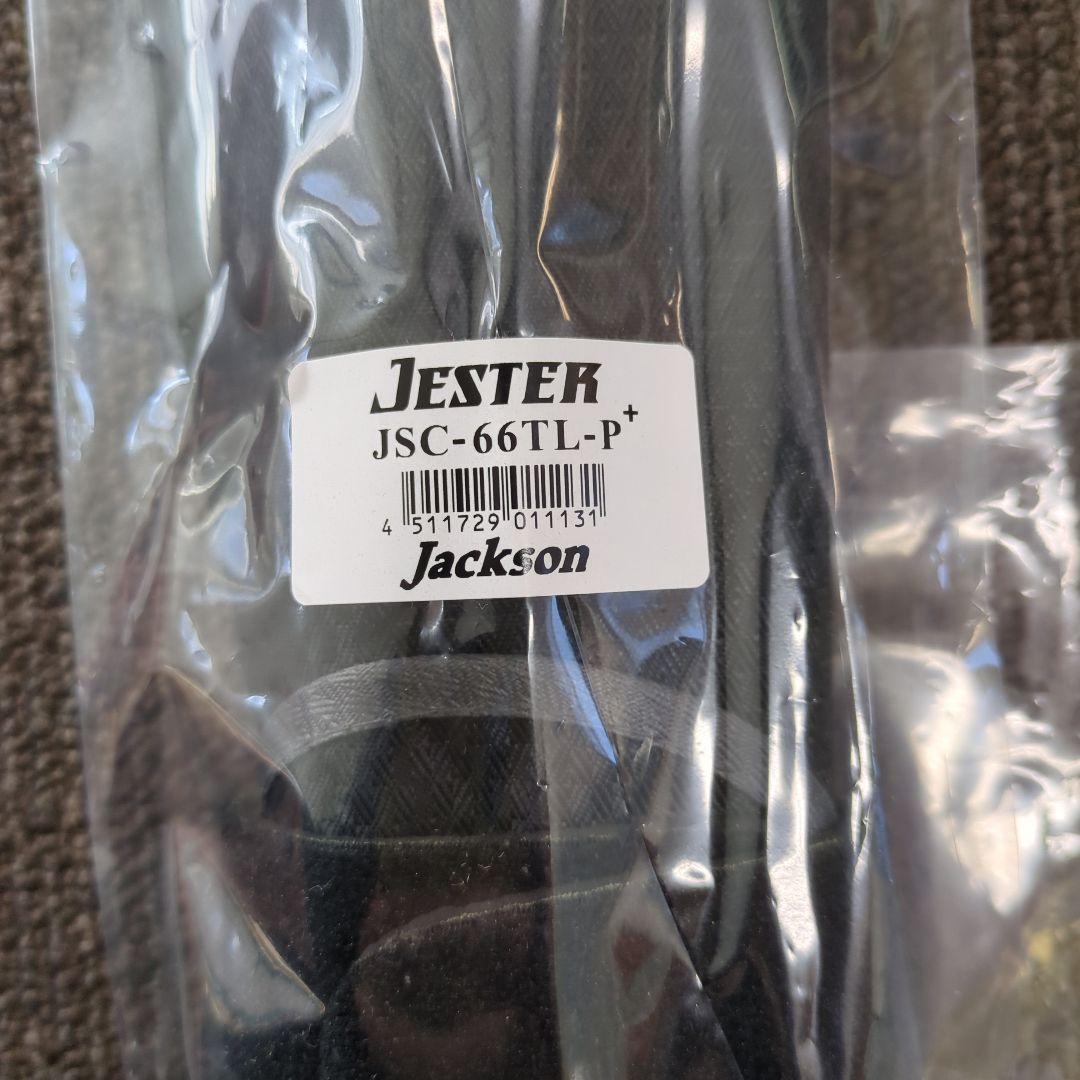 JESTER
JSC-66TL-P+
4 511729 011131
Jackson